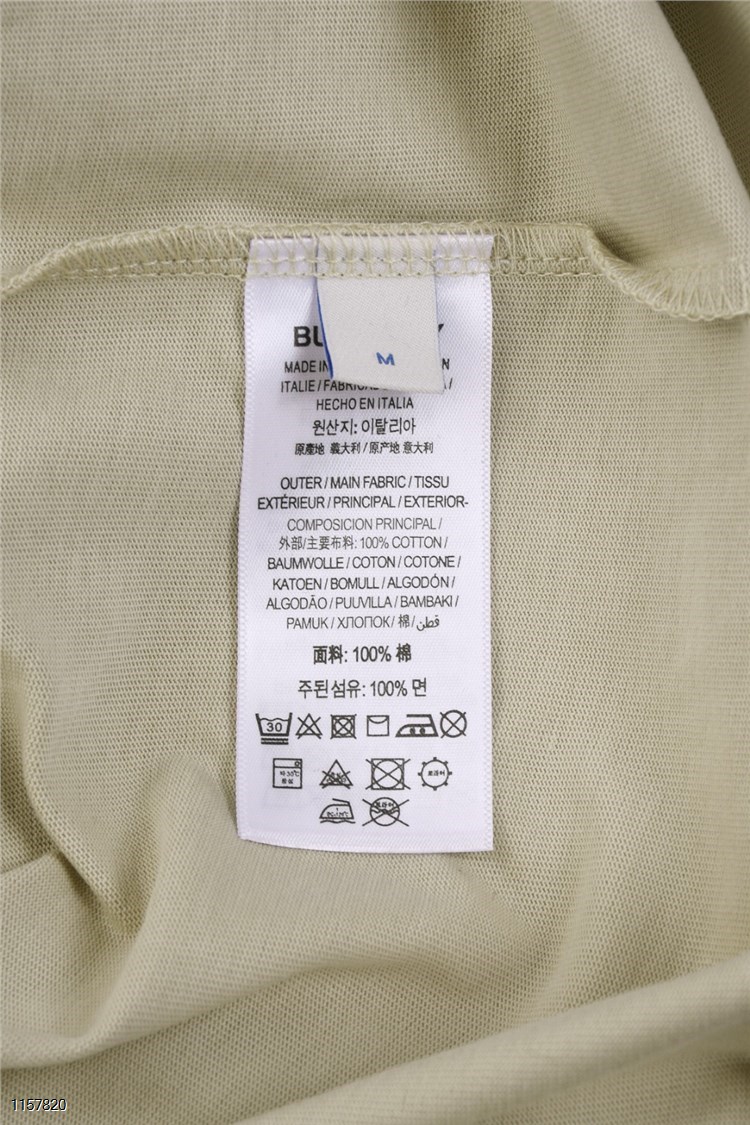 M
MADE IN
ITALIE / FABRICA
HECHO EN ITALIA
원산지: 이탈리아
原產地 義大利 / 原产地 意大利
OUTER / MAIN FABRIC / TISSU
EXTÉRIEUR / PRINCIPAL / EXTERIOR-
COMPOSICION PRINCIPAL /
外部/主要布料: 100% COTTON /
BAUMWOLLE / COTON / COTONE /
KATOEN / BOMULL / ALGODÓN /
ALGODÃO / PUUVILLA / BAMBAKI /
PAMUK / ХЛОПОК / 棉/ قطن
面料: 100% 棉
주된섬유: 100% 면
30
1157820